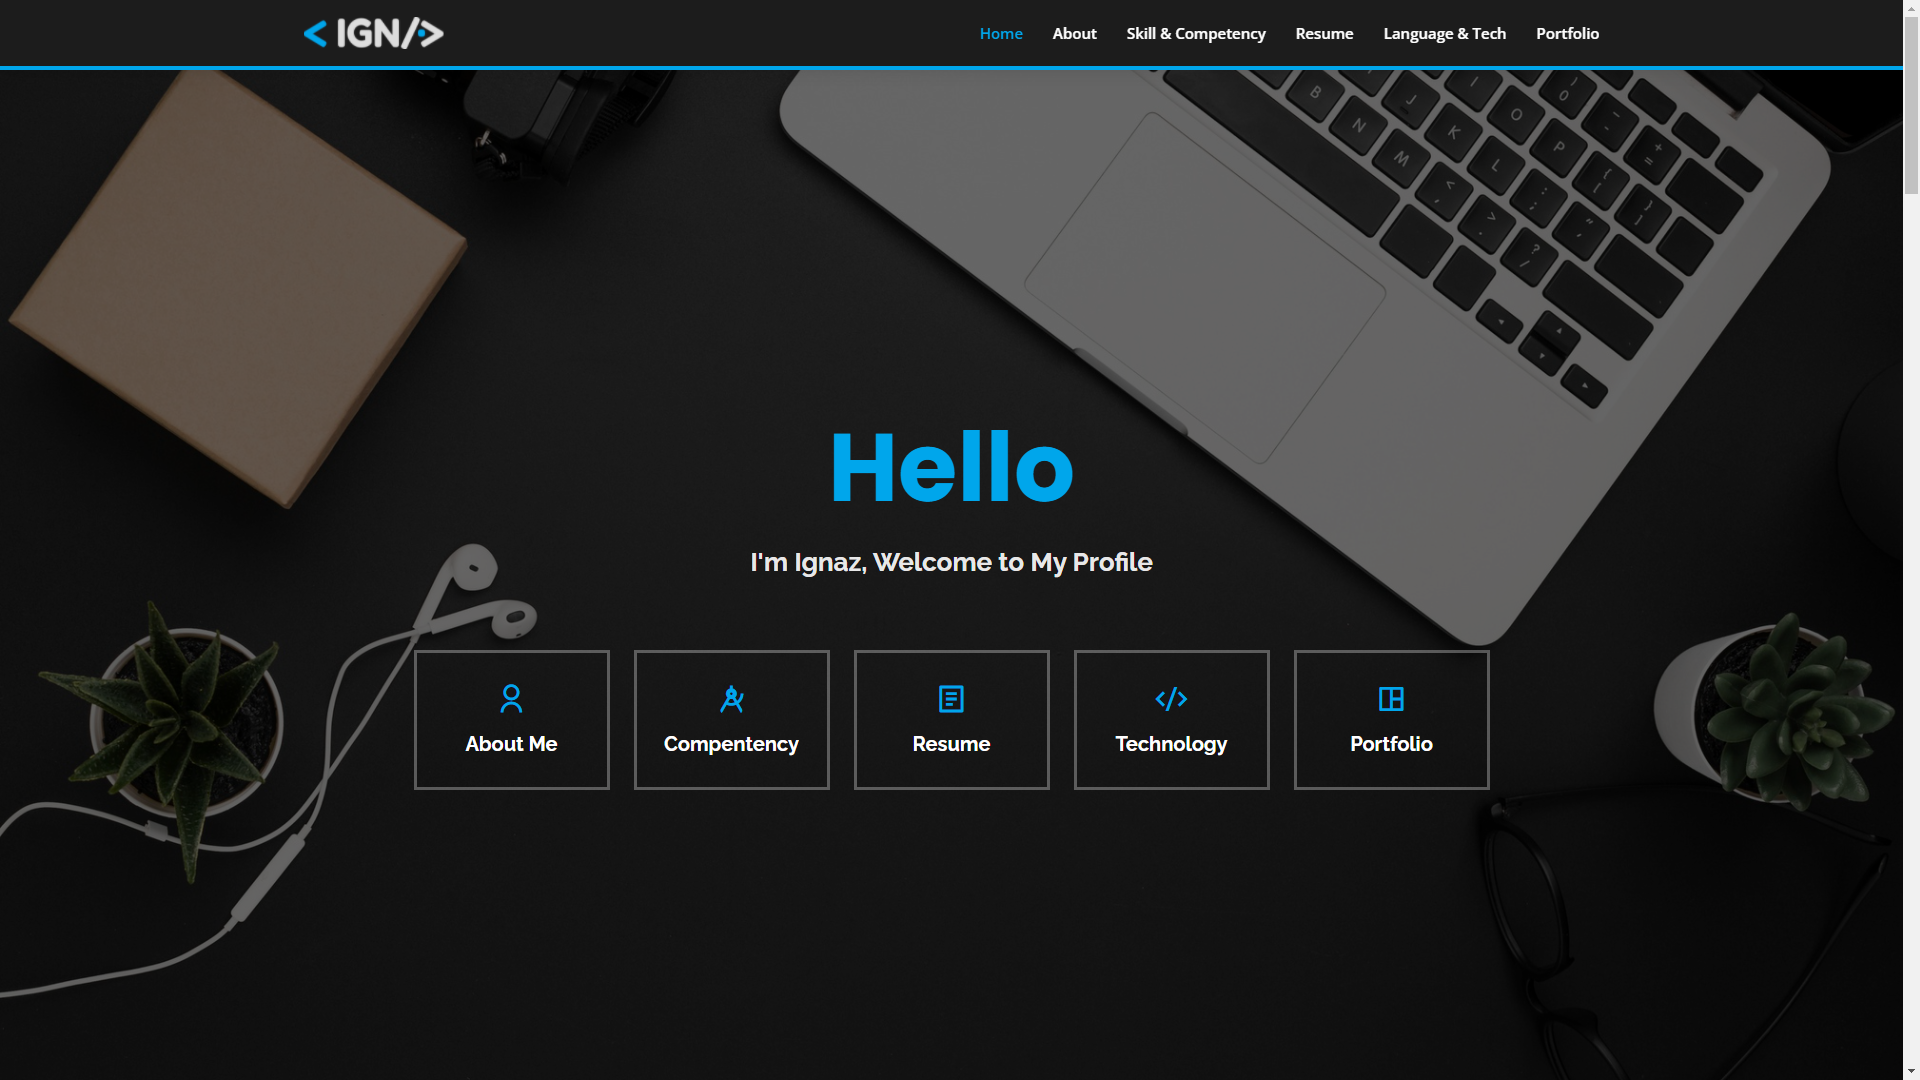 < IGN/>
Home About Skill & Competency Resume Language & Tech Portfolio
Hello
I'm Ignaz, Welcome to My Profile
About Me Compentency Resume Technology Portfolio